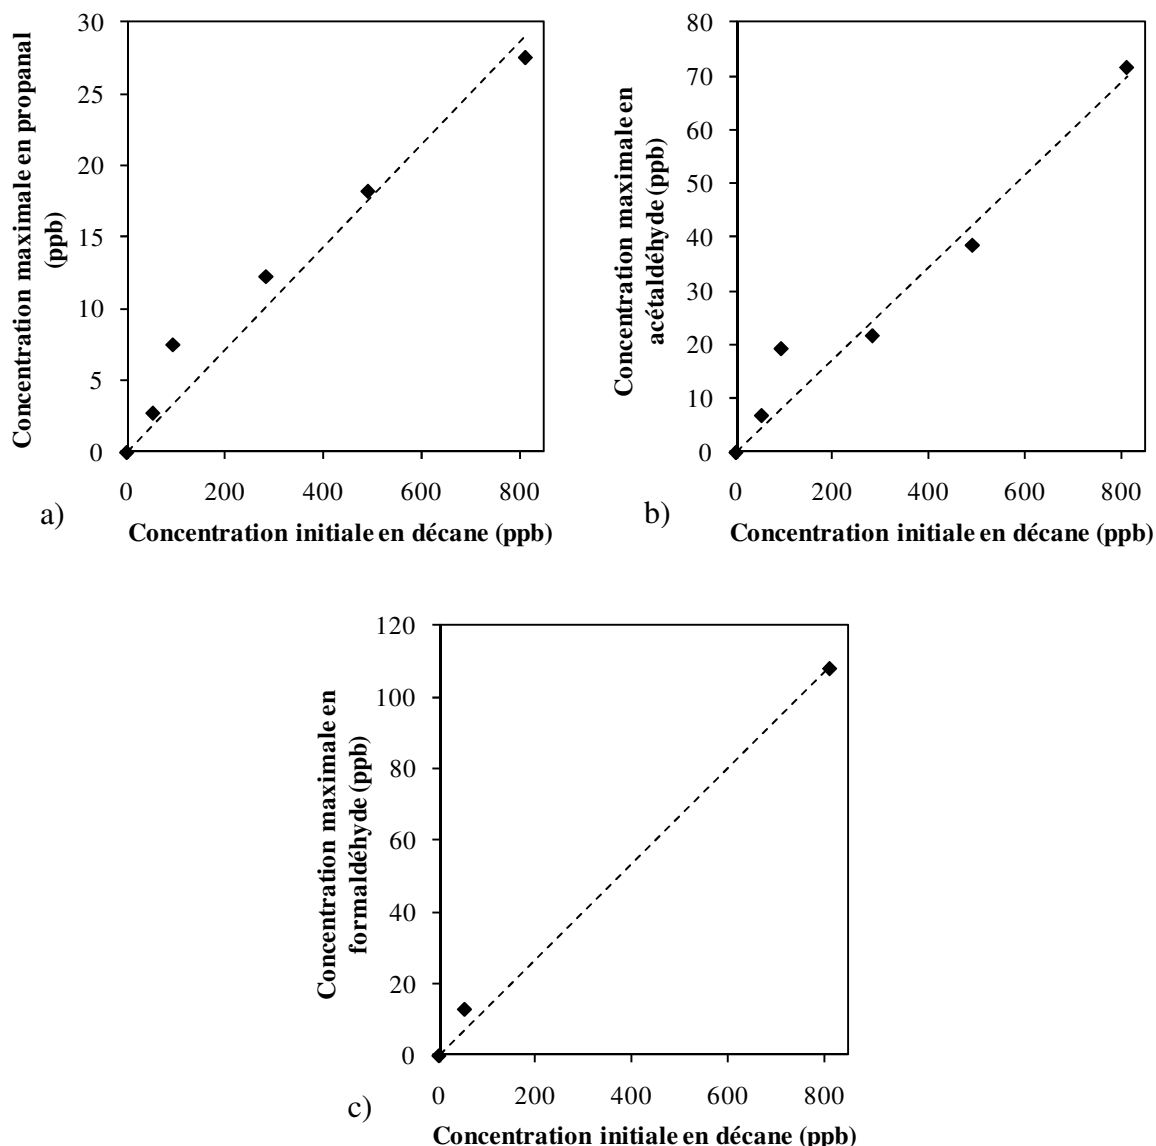 Concentration maximale en propanal
(ppb)
30
25
20
15
10
5
0
0 200 400 600 800
a)
Concentration initiale en décane (ppb)
Concentration maximale en
acétaldéhyde (ppb)
80
70
60
50
40
30
20
10
0
0 200 400 600 800
b)
Concentration initiale en décane (ppb)
Concentration maximale en
formaldéhyde (ppb)
120
100
80
60
40
20
0
0 200 400 600 800
c)
Concentration initiale en décane (ppb)